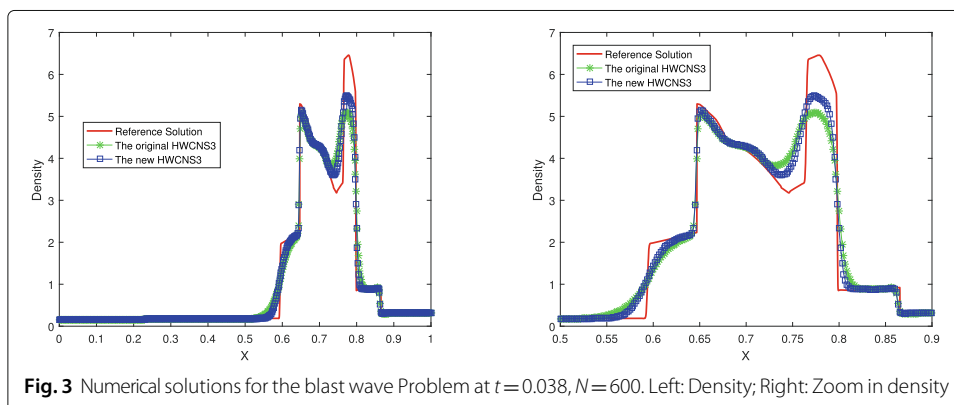 7
6
5
4
3
2
1
0
Density
Reference Solution
The original HWCNS3
The new HWCNS3
0 0.1 0.2 0.3 0.4 0.5 0.6 0.7 0.8 0.9 1
X
7
6
5
4
3
2
1
0
Density
Reference Solution
The original HWCNS3
The new HWCNS3
0.5 0.55 0.6 0.65 0.7 0.75 0.8 0.85 0.9
X
Fig. 3 Numerical solutions for the blast wave Problem at t = 0.038, N = 600. Left: Density; Right: Zoom in density